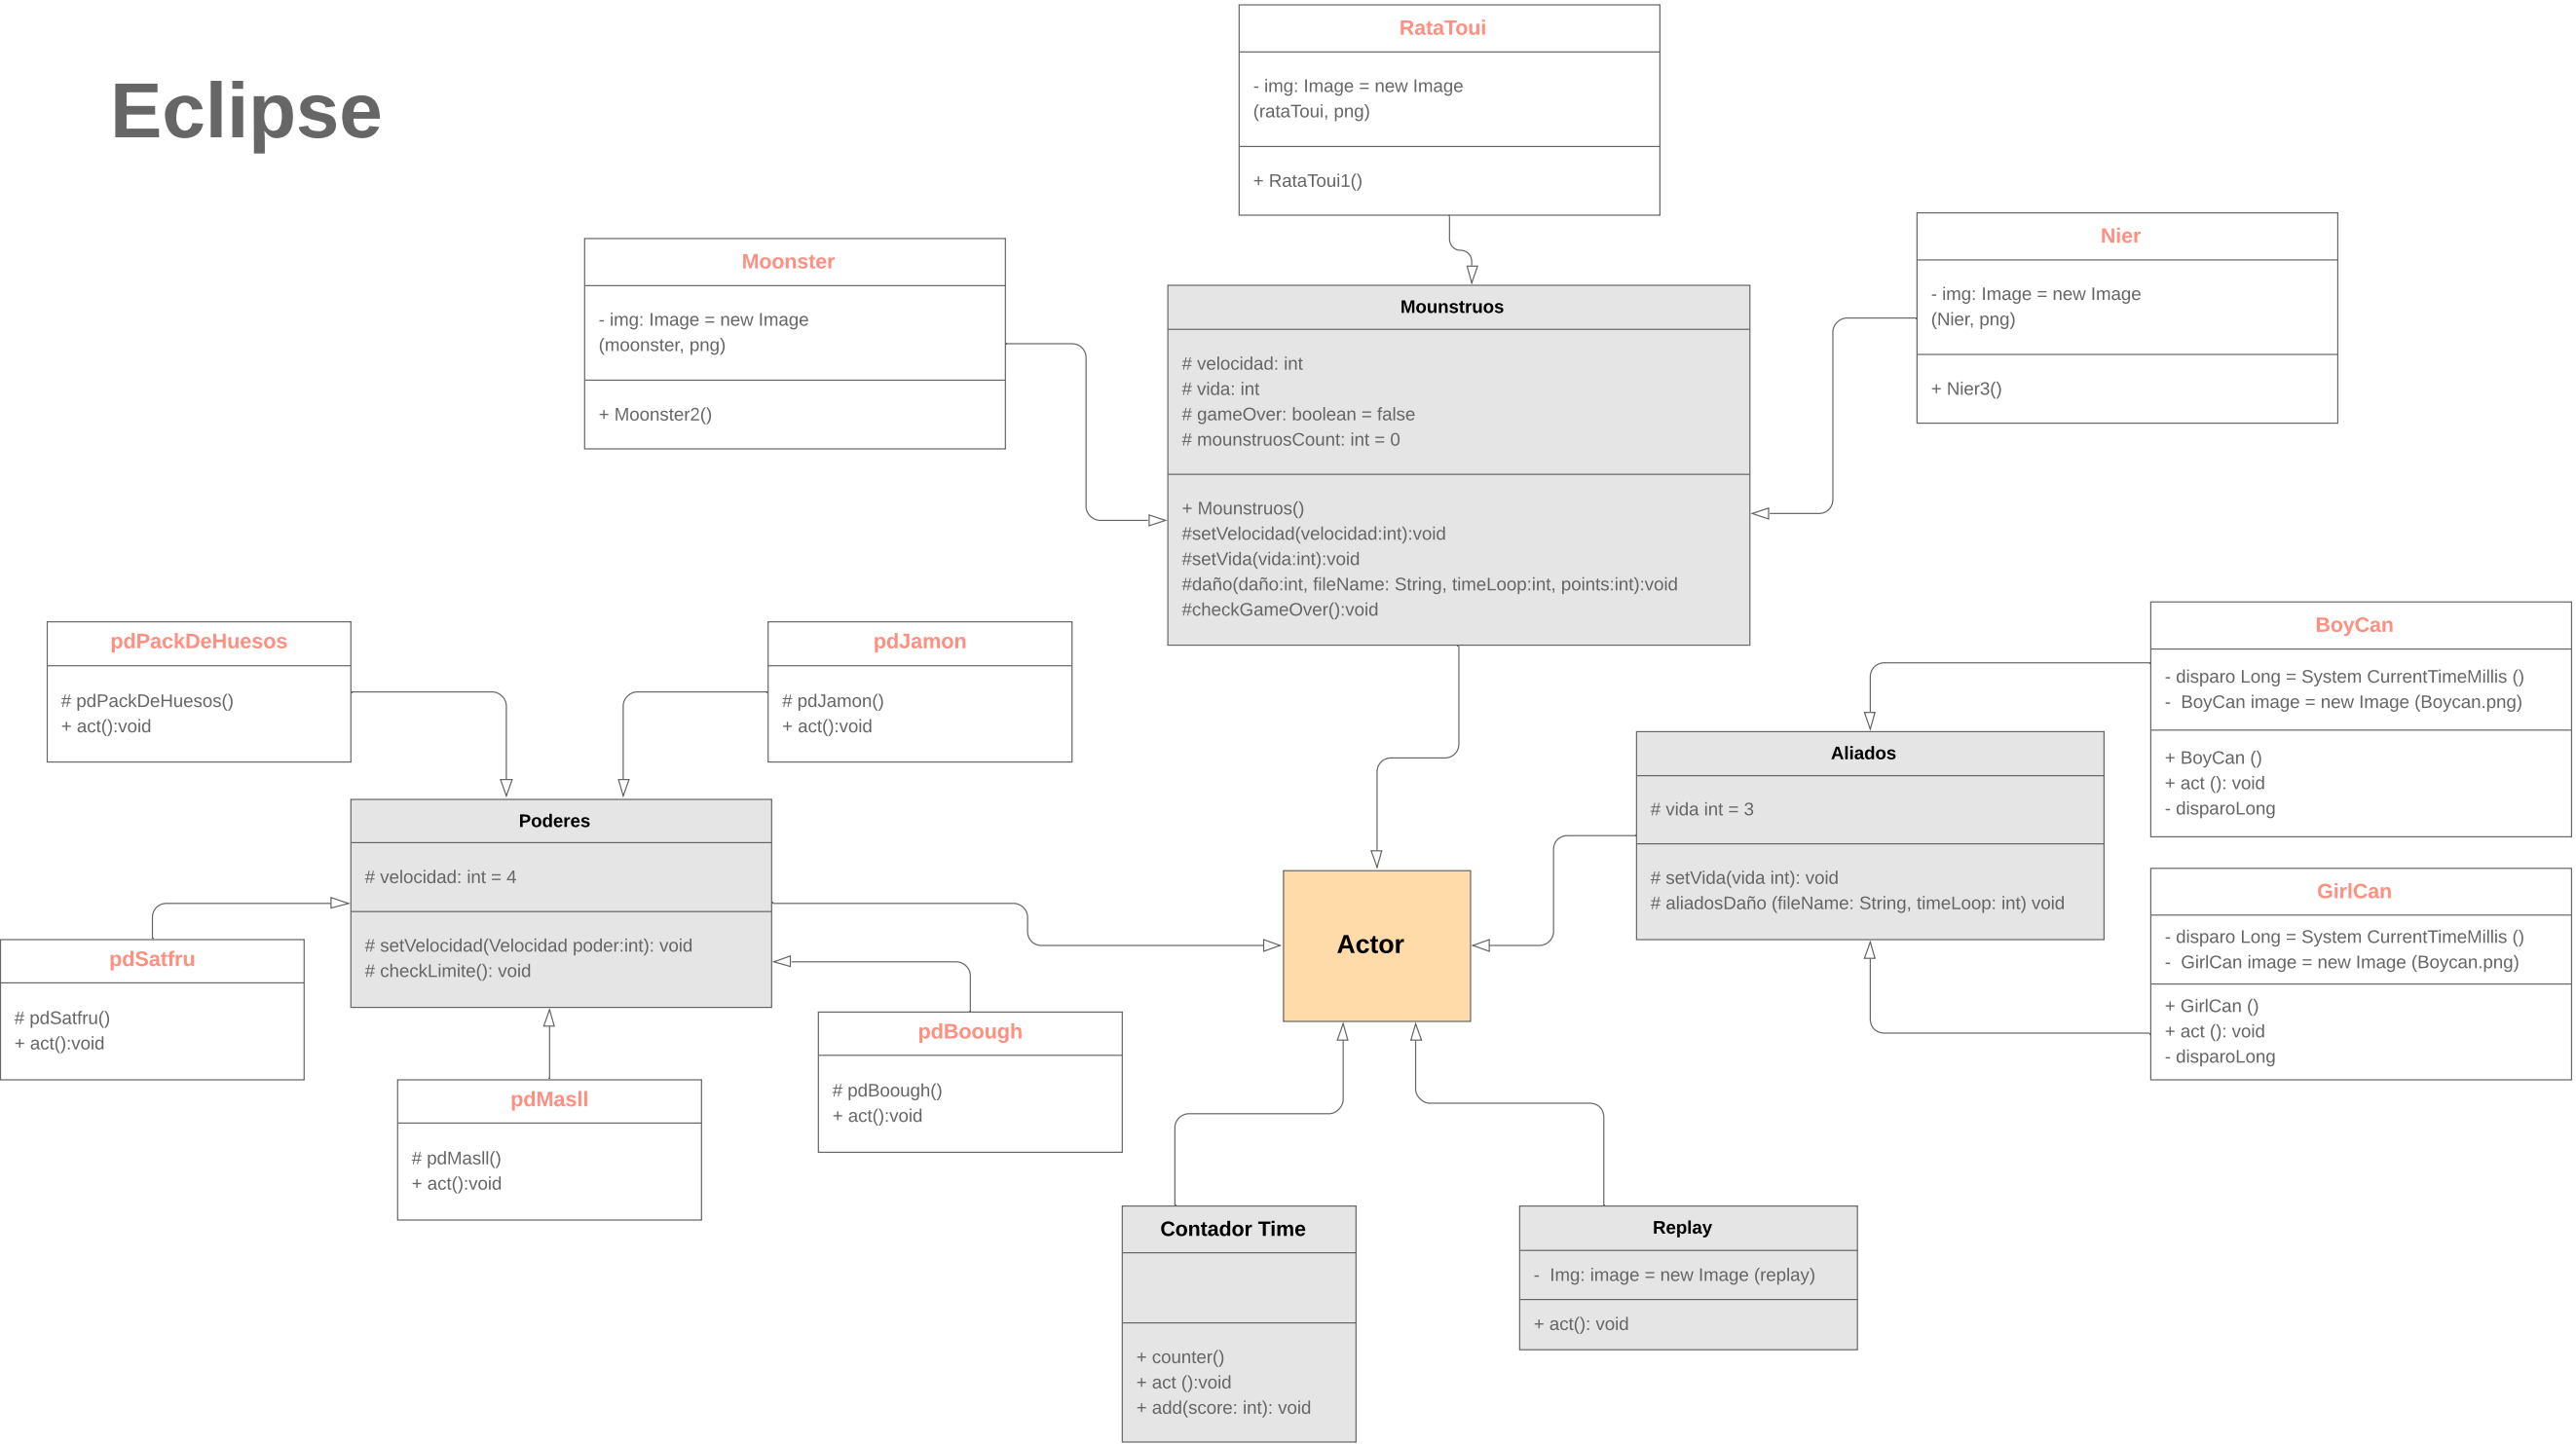 Eclipse
RataToui
- img: Image = new Image
(rataToui, png)
+ RataToui1()
Moonster
- img: Image = new Image
(moonster, png)
+ Moonster2()
Nier
- img: Image = new Image
(Nier, png)
+ Nier3()
Mounstruos
# velocidad: int
# vida: int
# gameOver: boolean = false
# mounstruosCount: int = 0
+ Mounstruos()
#setVelocidad(velocidad:int):void
#setVida(vida:int):void
#daño(daño:int, fileName: String, timeLoop:int, points:int):void
#checkGameOver():void
pdPackDeHuesos
# pdPackDeHuesos()
+ act():void
pdJamon
# pdJamon()
+ act():void
BoyCan
- disparo Long = System CurrentTimeMillis ()
-  BoyCan image = new Image (Boycan.png)
+ BoyCan ()
+ act (): void
- disparoLong
Aliados
# vida int = 3
# setVida(vida int): void
# aliadosDaño (fileName: String, timeLoop: int) void
Poderes
# velocidad: int = 4
# setVelocidad(Velocidad poder:int): void
# checkLimite(): void
Actor
GirlCan
- disparo Long = System CurrentTimeMillis ()
-  GirlCan image = new Image (Boycan.png)
+ GirlCan ()
+ act (): void
- disparoLong
pdSatfru
# pdSatfru()
+ act():void
pdBoough
# pdBoough()
+ act():void
pdMasll
# pdMasll()
+ act():void
Contador Time
+ counter()
+ act ():void
+ add(score: int): void
Replay
-  Img: image = new Image (replay)
+ act(): void